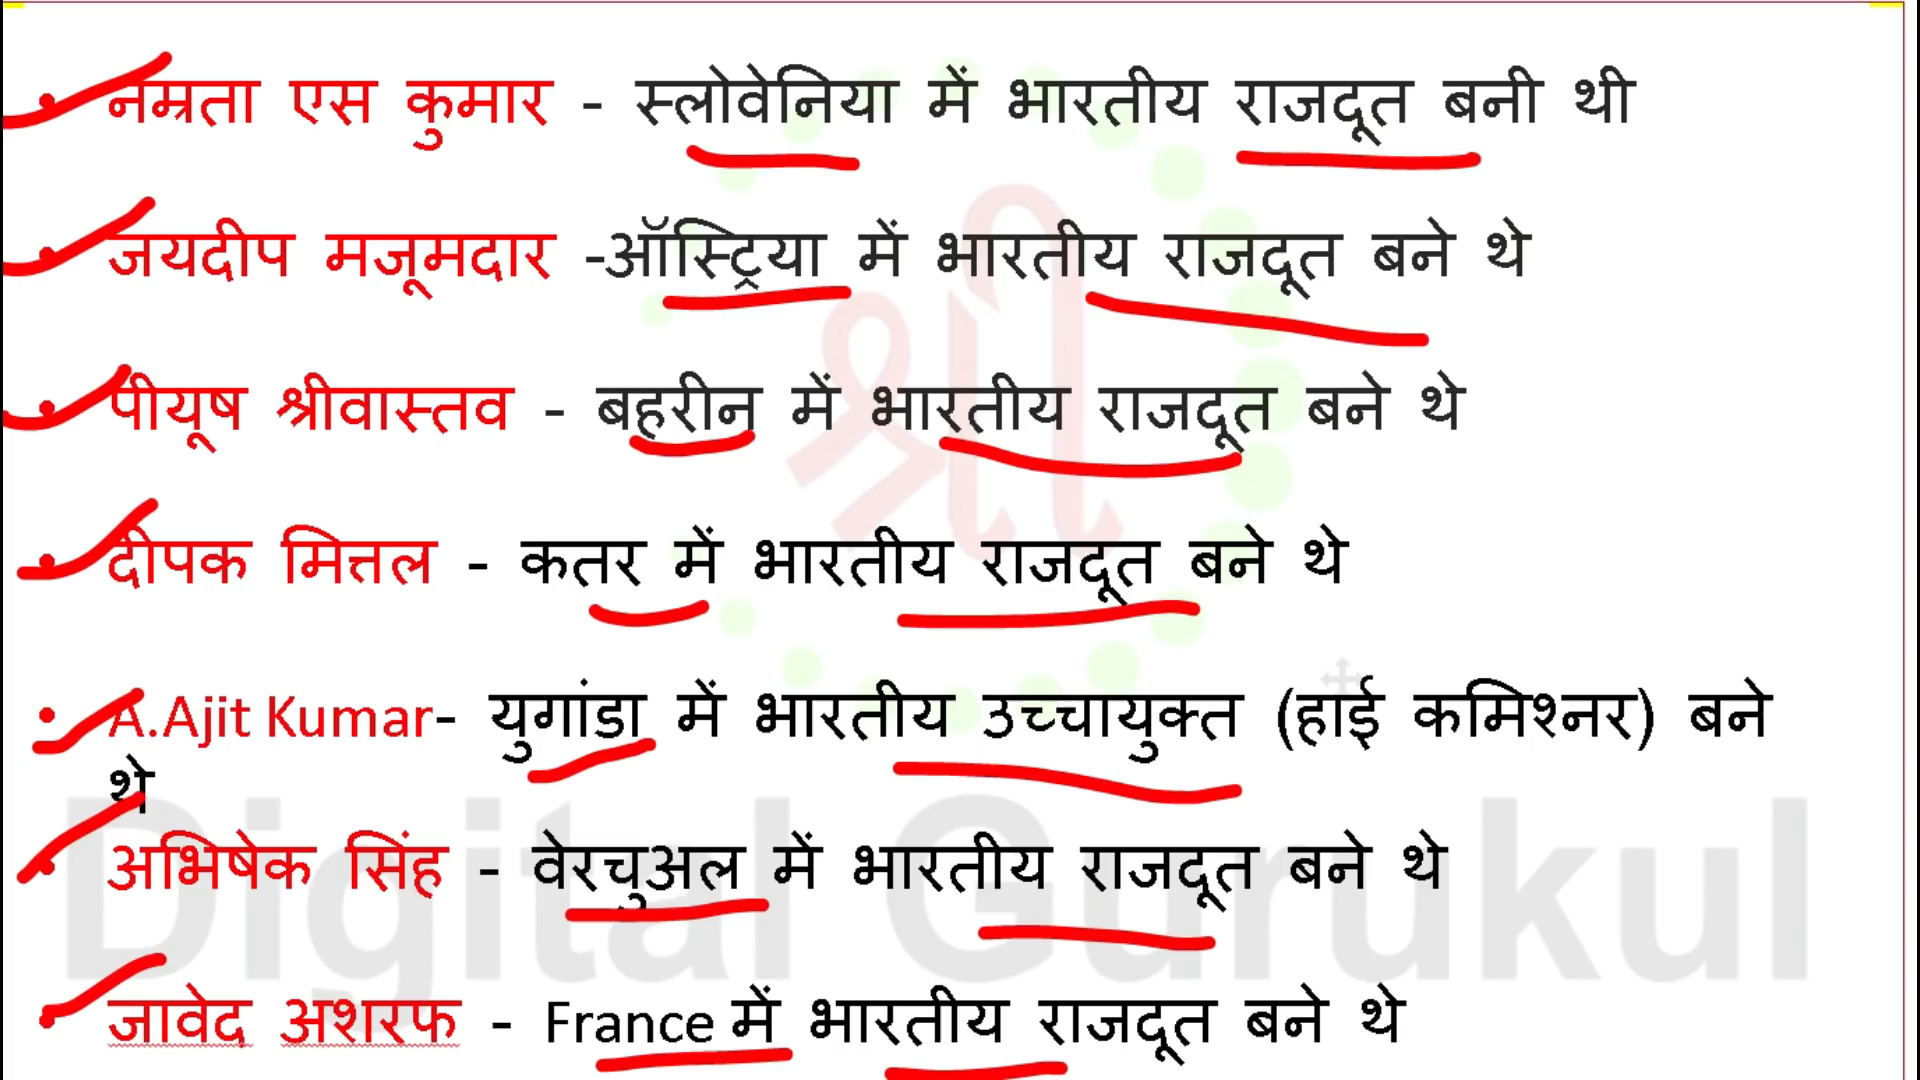 • नम्रता एस कुमार - स्लोवेनिया में भारतीय राजदूत बनी थी
• जयदीप मजूमदार -ऑस्ट्रिया में भारतीय राजदूत बने थे
• पीयूष श्रीवास्तव - बहरीन में भारतीय राजदूत बने थे
• दीपक मित्तल - कतर में भारतीय राजदूत बने थे
• A.Ajit Kumar- युगांडा में भारतीय उच्चायुक्त (हाई कमिश्नर) बने
थे
• अभिषेक सिंह - वेरचुअल में भारतीय राजदूत बने थे
• जावेद अशरफ - France में भारतीय राजदूत बने थे
श्री
Digital Gurukul